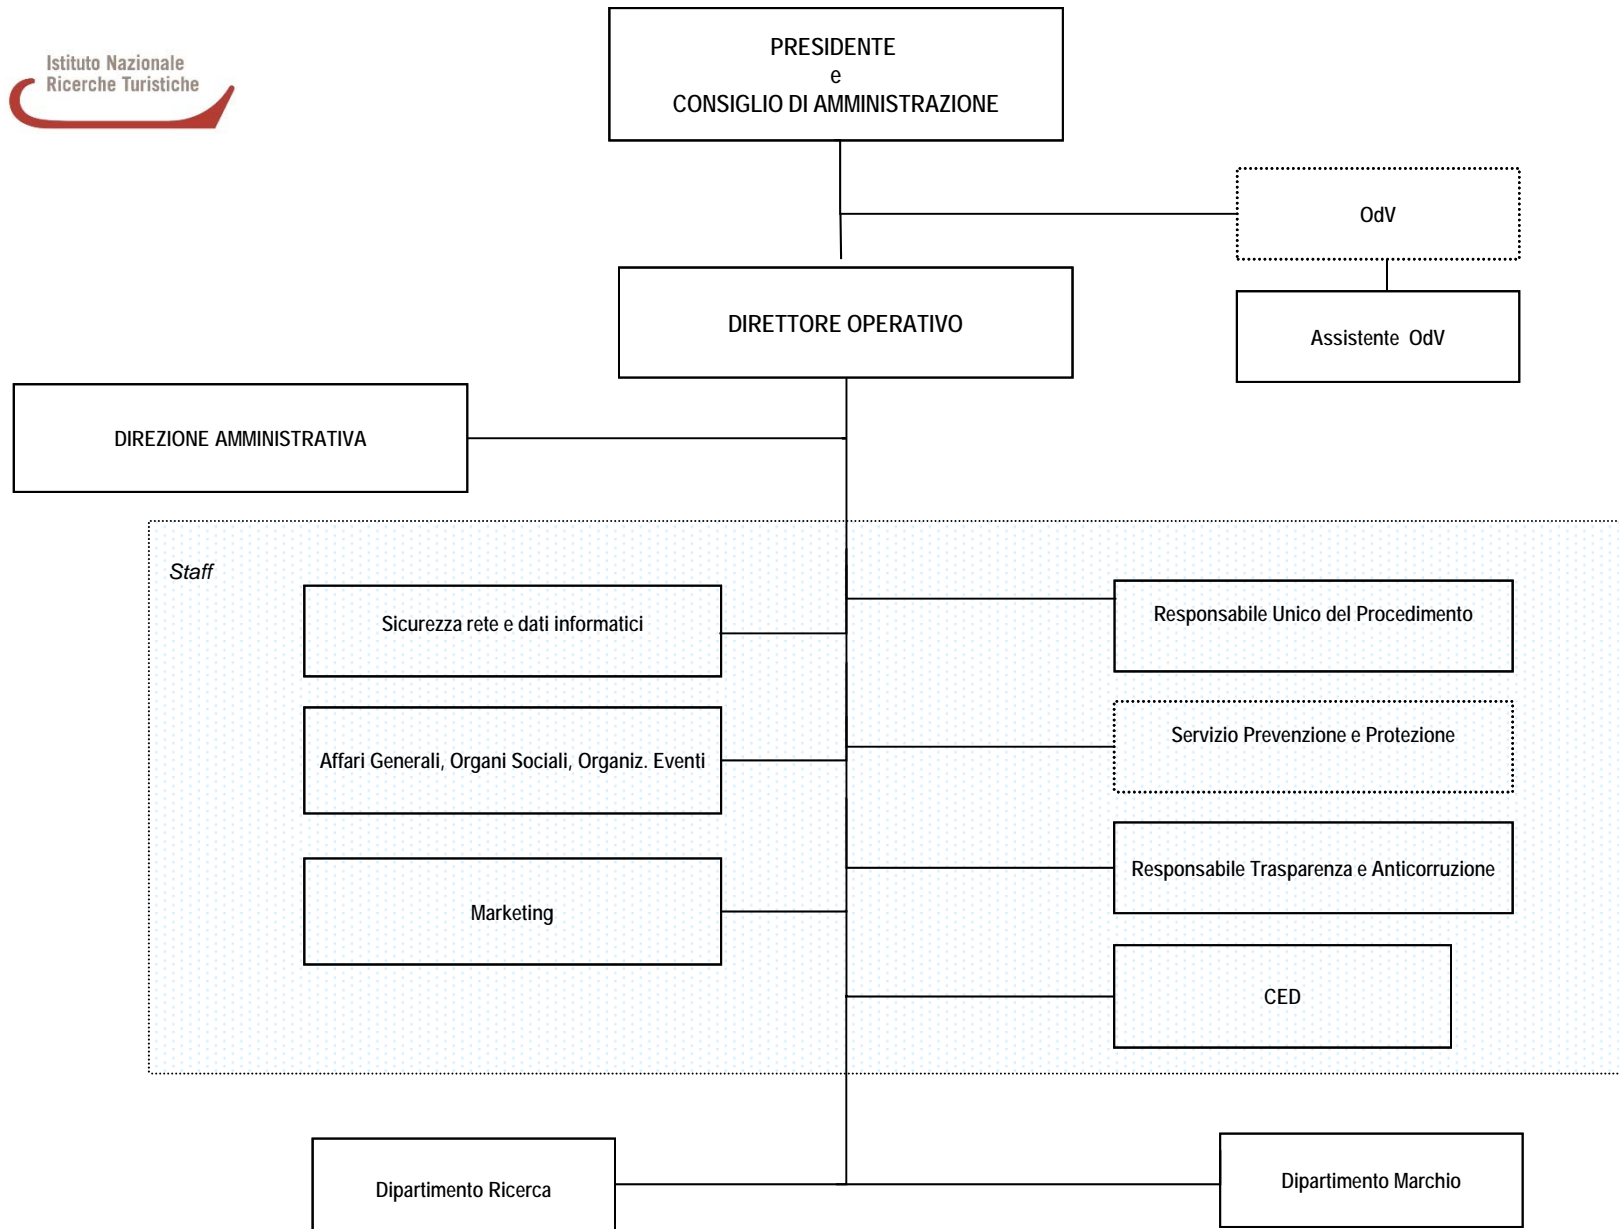 Istituto Nazionale
Ricerche Turistiche
PRESIDENTE
e
CONSIGLIO DI AMMINISTRAZIONE
OdV
Assistente OdV
DIRETTORE OPERATIVO
DIREZIONE AMMINISTRATIVA
Staff
Sicurezza rete e dati informatici
Responsabile Unico del Procedimento
Affari Generali, Organi Sociali, Organiz. Eventi
Servizio Prevenzione e Protezione
Marketing
Responsabile Trasparenza e Anticorruzione
CED
Dipartimento Ricerca
Dipartimento Marchio